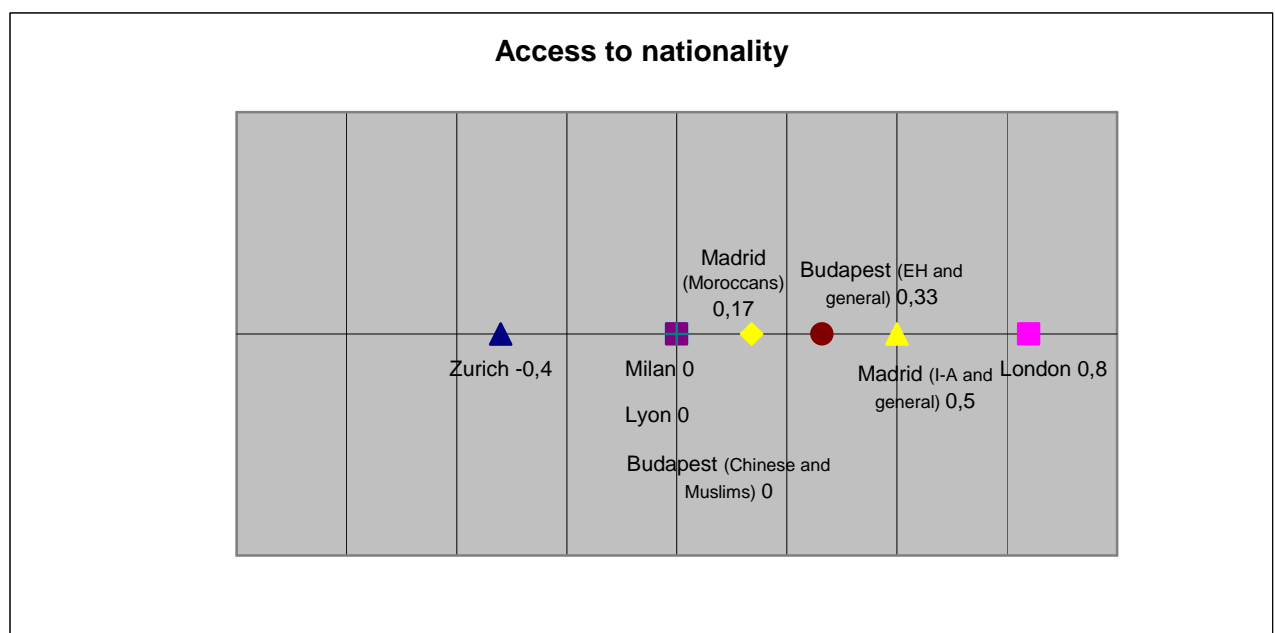 Access to nationality
Madrid
(Moroccans)
0,17
Budapest (EH and
general) 0,33
Zurich -0,4
Milan 0
Madrid (I-A and
general) 0,5
London 0,8
Lyon 0
Budapest (Chinese and
Muslims) 0